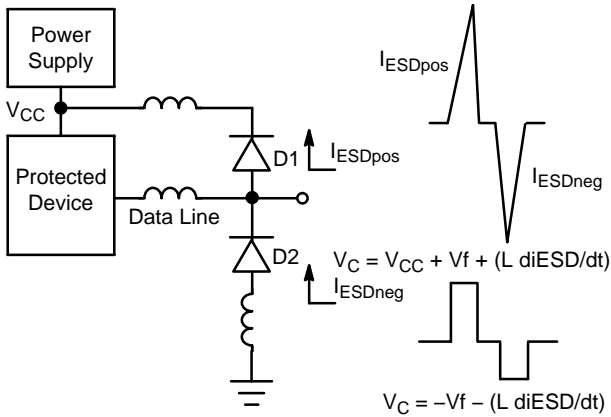 Power
Supply
V_CC
Protected
Device
Data Line
D1
I_ESDpos
D2
I_ESDneg
I_ESDpos
I_ESDneg
V_C = V_CC + Vf + (L diESD/dt)
V_C = −Vf − (L diESD/dt)